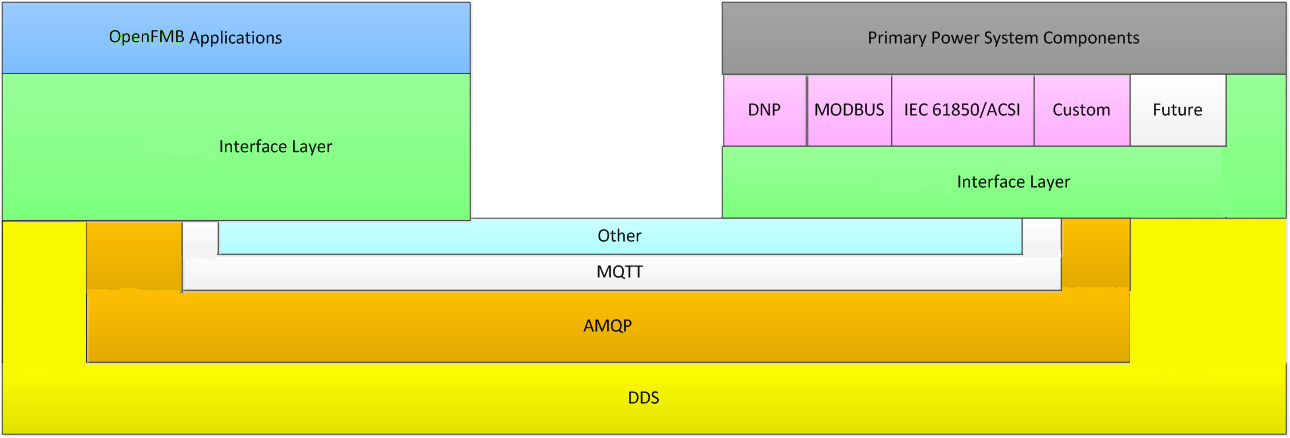 OpenFMB Applications
Primary Power System Components
DNP
MODBUS
IEC 61850/ACSI
Custom
Future
Interface Layer
Interface Layer
Other
MQTT
AMQP
DDS